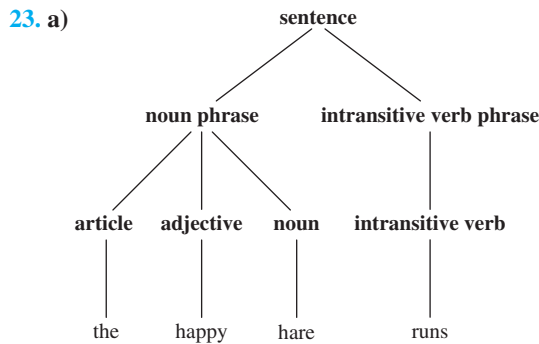 23. a)
sentence
noun phrase intransitive verb phrase
article adjective noun intransitive verb
the happy hare runs